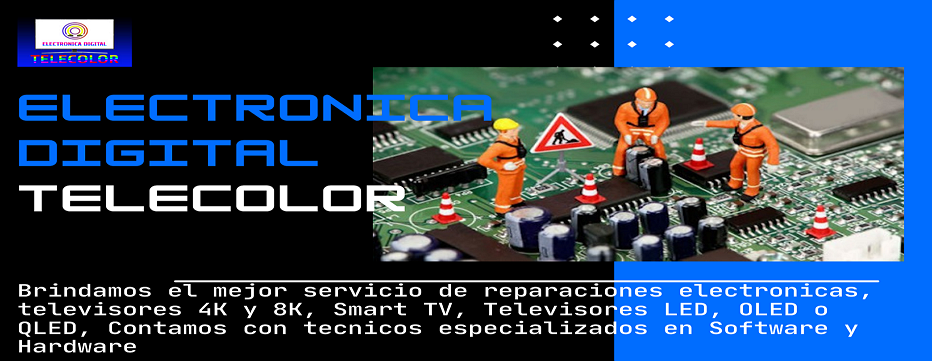 ELECTRONICA DIGITAL
TELECOLOR
ELECTRONICA
DIGITAL
TELECOLOR
Brindamos el mejor servicio de reparaciones electronicas,
televisores 4K y 8K, Smart TV, Televisores LED, OLED o
QLED, Contamos con tecnicos especializados en Software y
Hardware